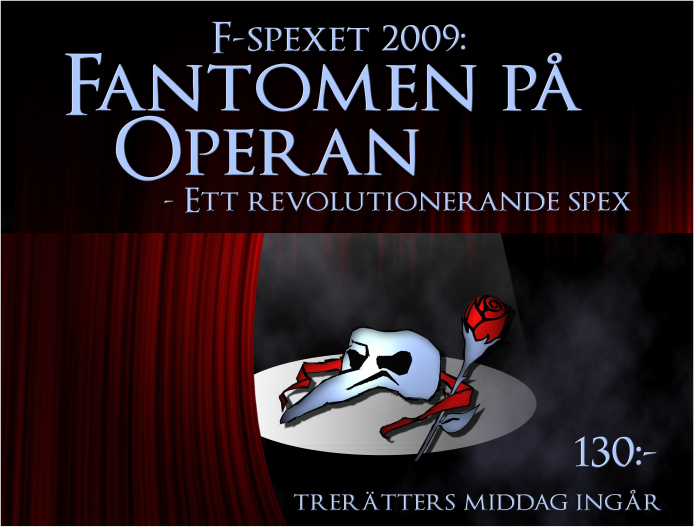 F-spexet 2009:
Fantomen på
Operan
- Ett revolutionerande spex
130:-
trerätters middag ingår